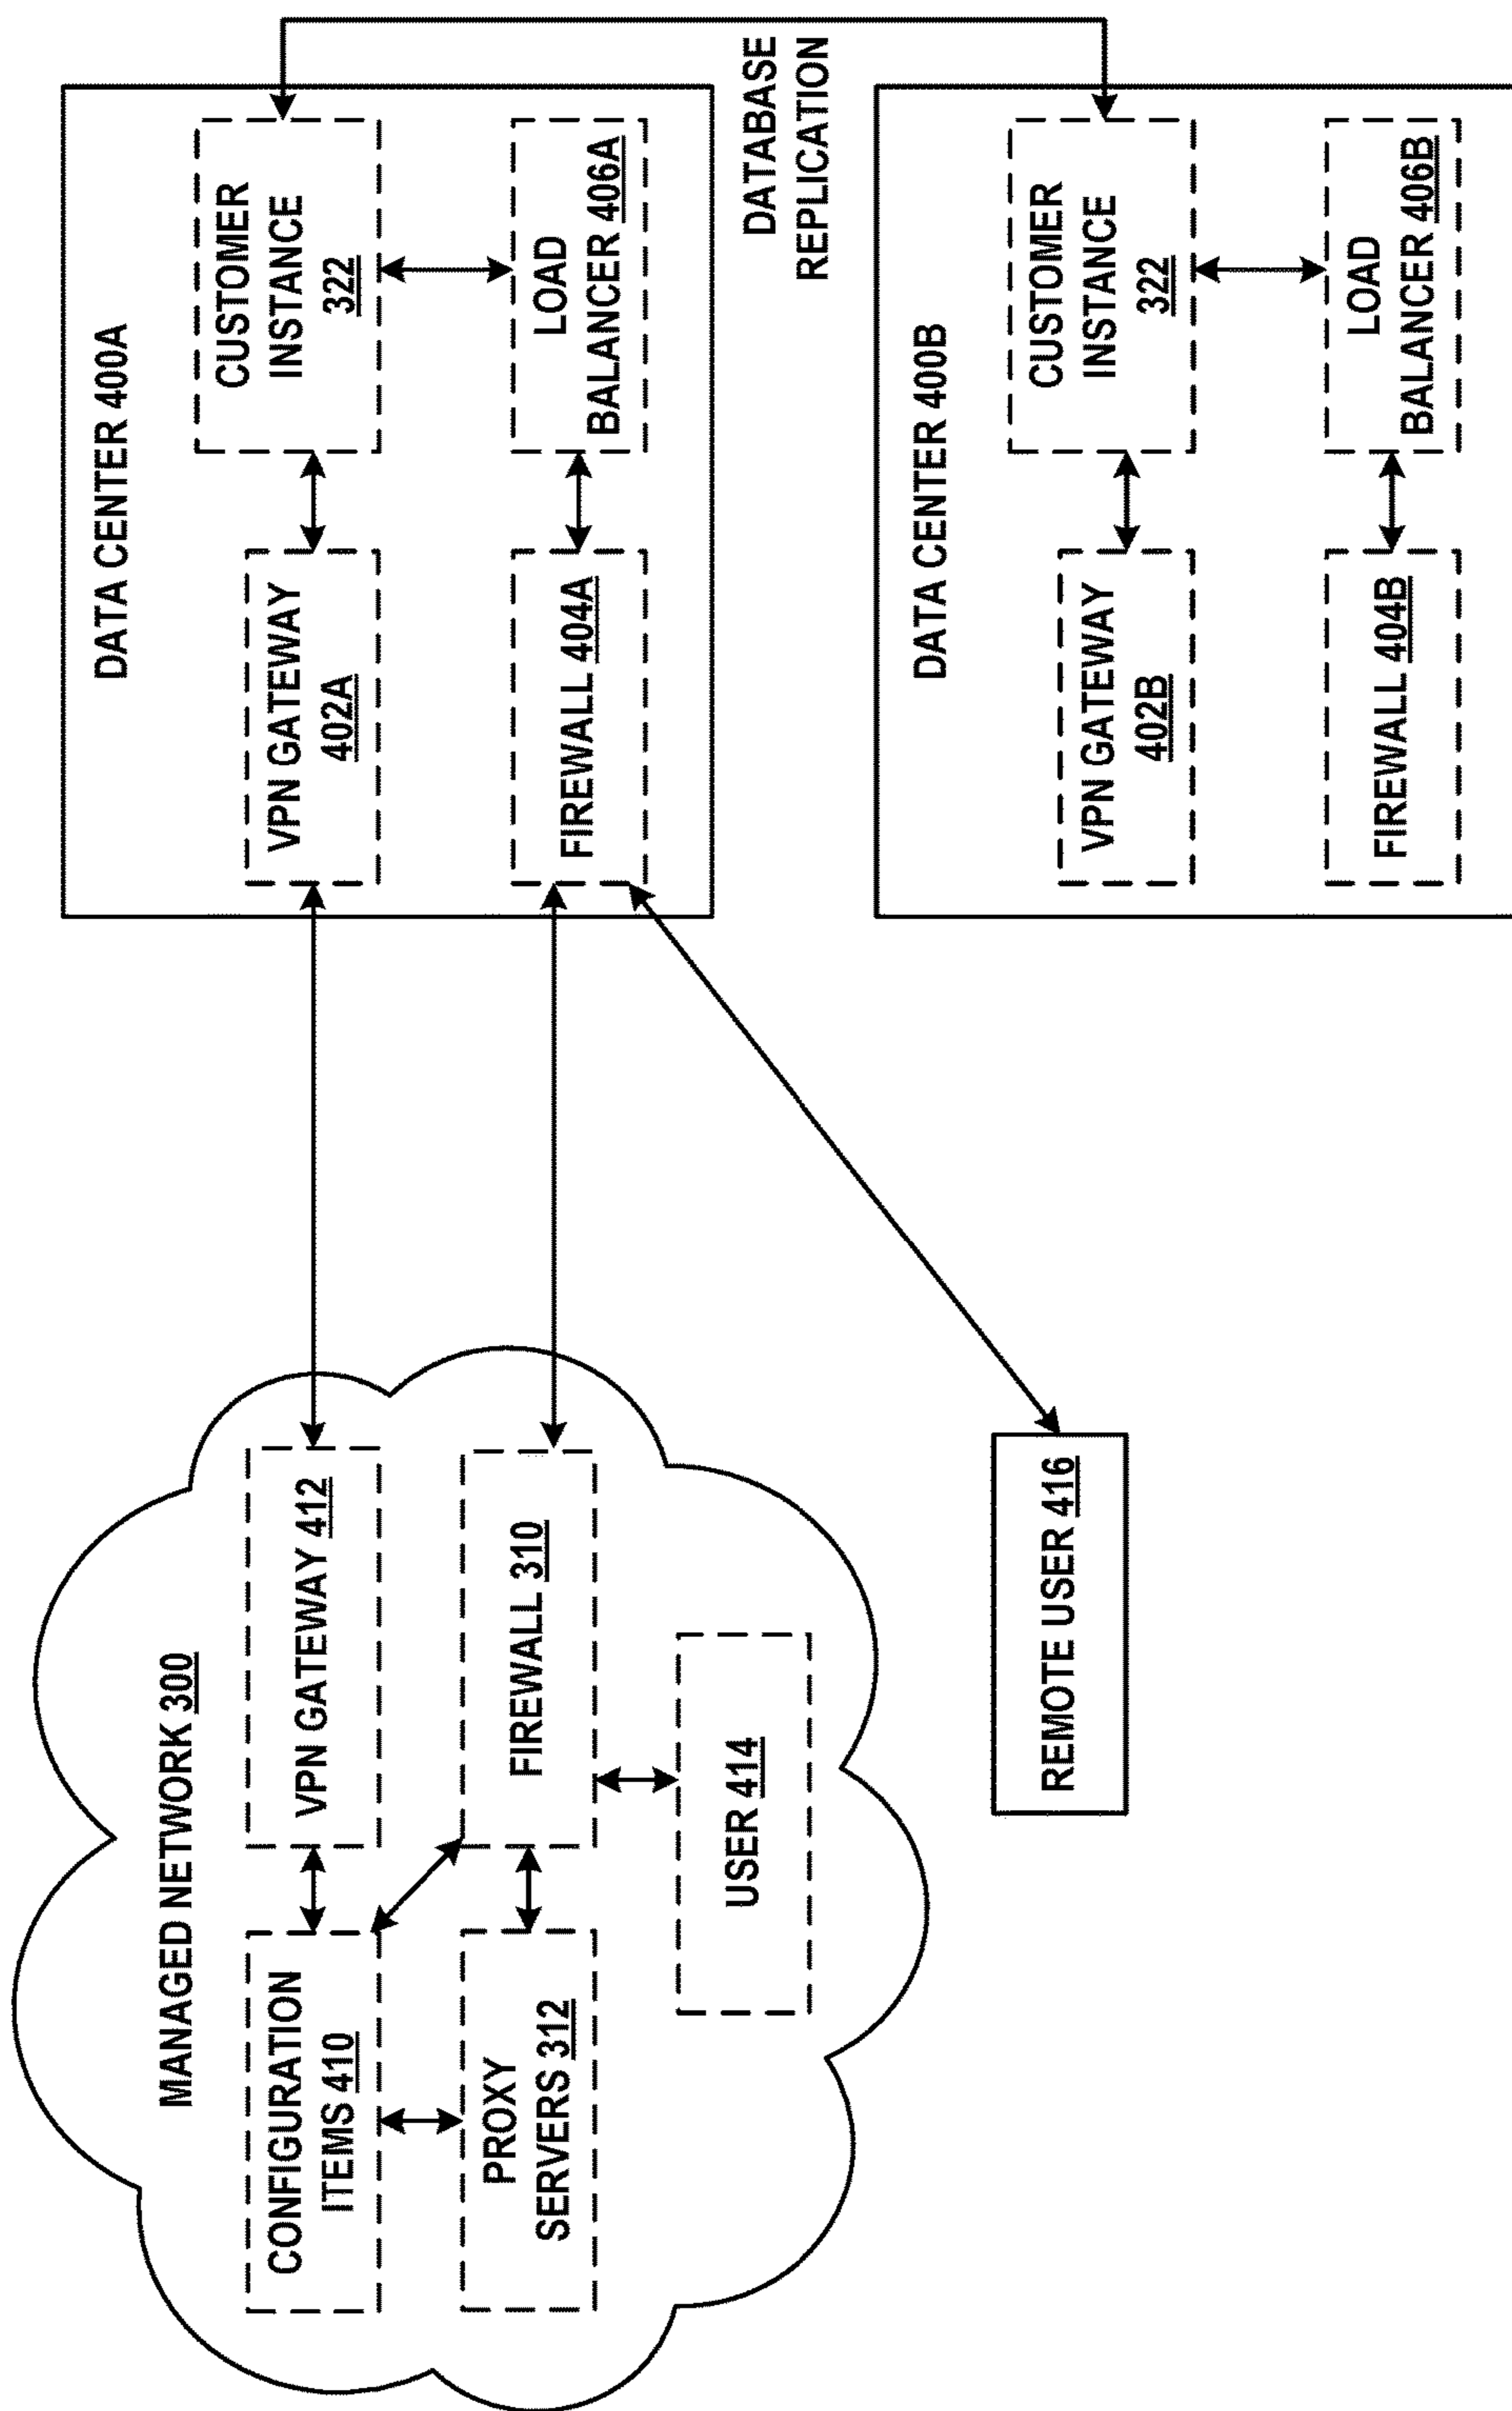 MANAGED NETWORK 300
CONFIGURATION
ITEMS 410
VPN GATEWAY 412
PROXY
SERVERS 312
FIREWALL 310
USER 414
REMOTE USER 416
DATA CENTER 400A
VPN GATEWAY
402A
CUSTOMER
INSTANCE
322
FIREWALL 404A
LOAD
BALANCER 406A
DATABASE
REPLICATION
DATA CENTER 400B
VPN GATEWAY
402B
CUSTOMER
INSTANCE
322
FIREWALL 404B
LOAD
BALANCER 406B